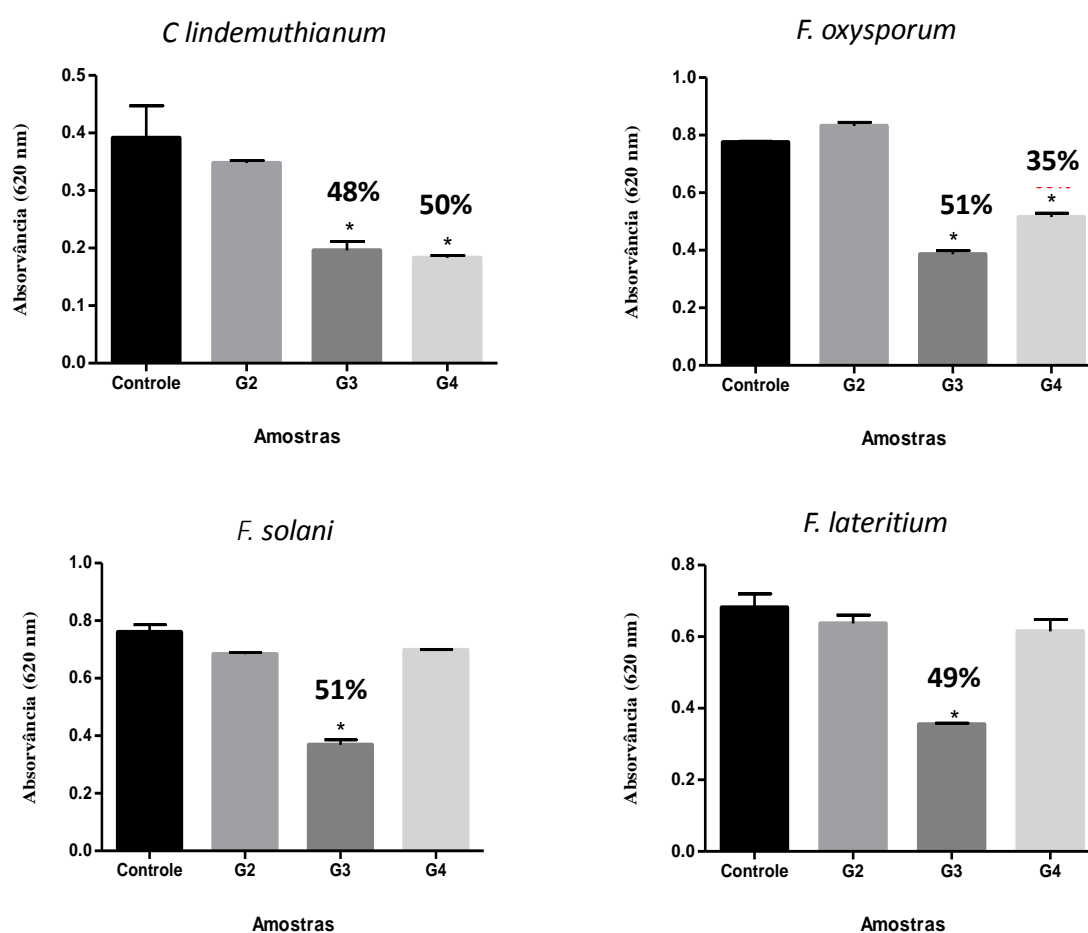 C lindemuthianum
Absorvância (620 nm)
0.5
0.4
0.3
0.2
0.1
0.0
48%
*
50%
*
Controle G2 G3 G4
Amostras
F. oxysporum
Absorvância (620 nm)
1.0
0.8
0.6
0.4
0.2
0.0
51%
*
35%
*
Controle G2 G3 G4
Amostras
F. solani
Absorvância (620 nm)
1.0
0.8
0.6
0.4
0.2
0.0
51%
*
Controle G2 G3 G4
Amostras
F. lateritium
Absorvância (620 nm)
0.8
0.6
0.4
0.2
0.0
49%
*
Controle G2 G3 G4
Amostras